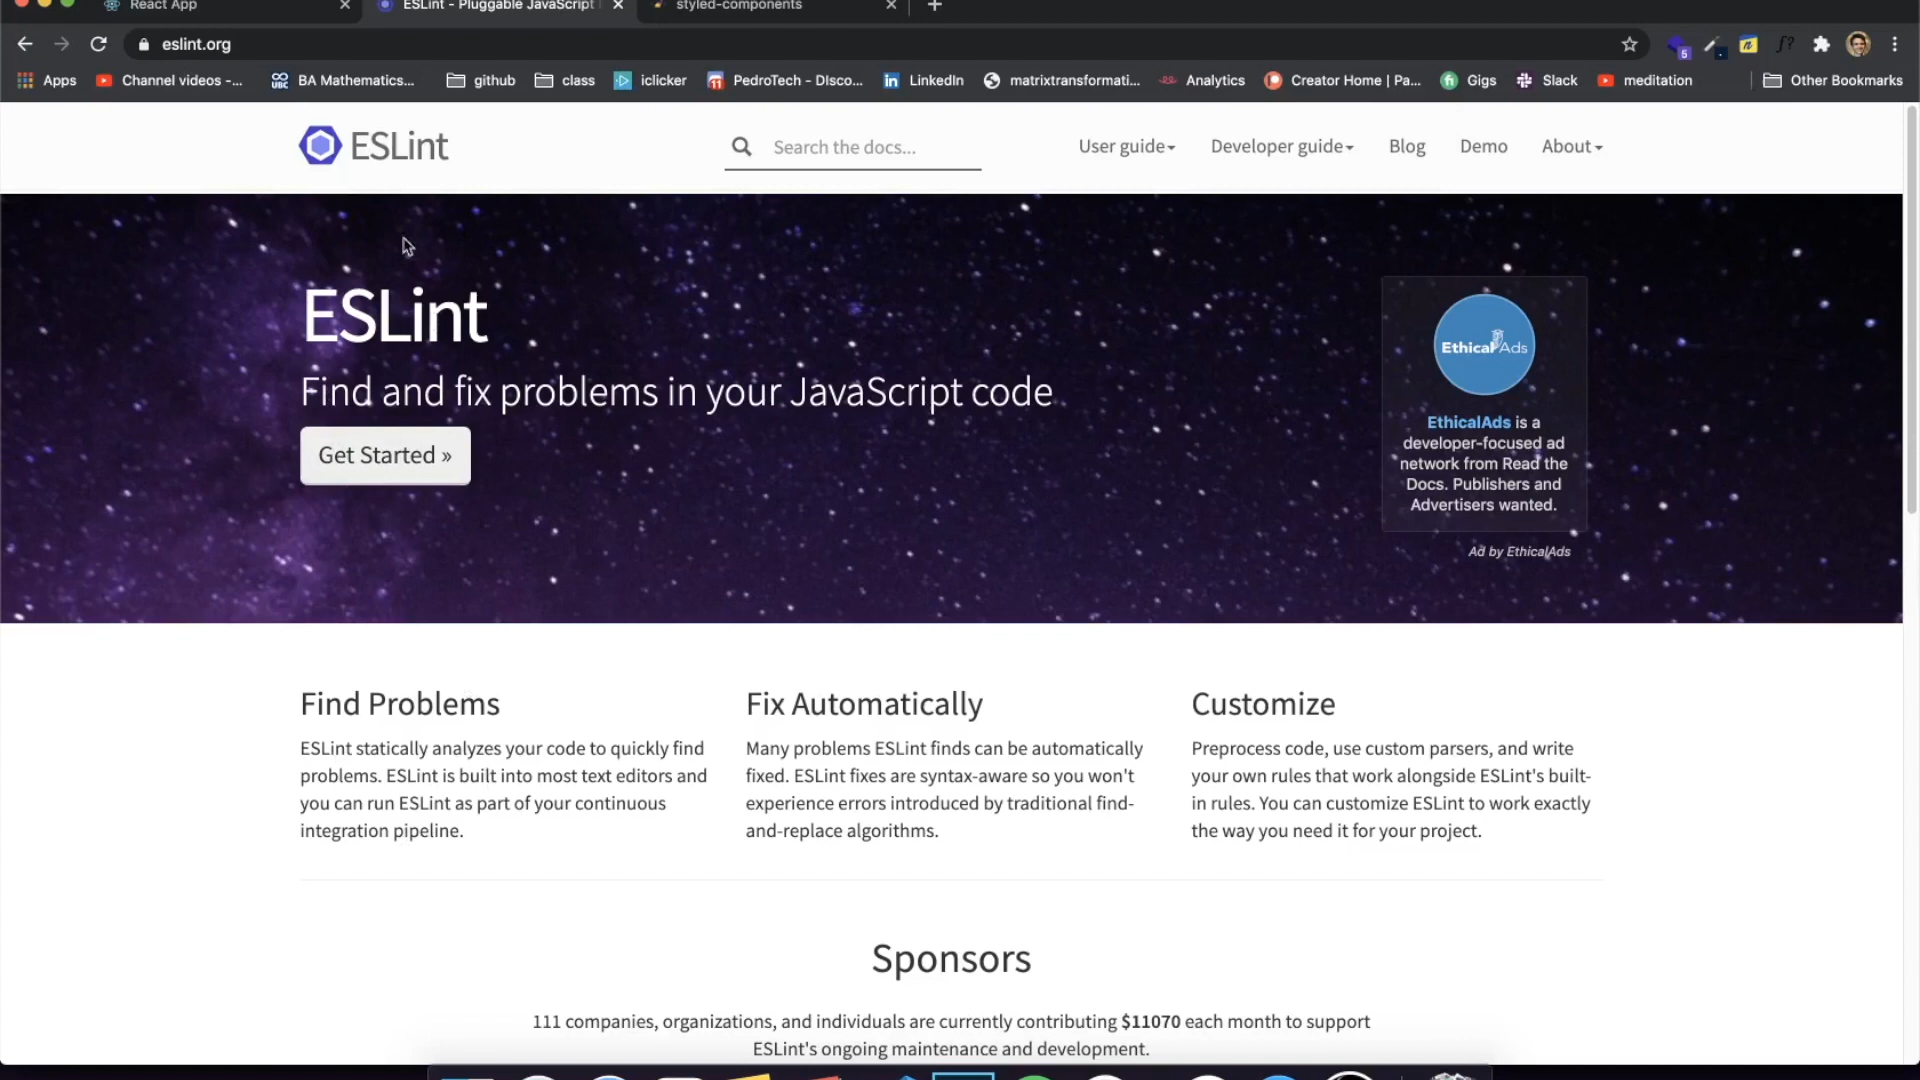 React App
ESLint - Pluggable JavaScript
styled-components
eslint.org
5
n
f?
Apps
Channel videos -...
UBC
BA Mathematics...
github
class
iclicker
PedroTech - DIsco...
LinkedIn
matrixtransformati...
Analytics
Creator Home | Pa...
Gigs
Slack
meditation
Other Bookmarks
ESLint
Search the docs...
User guide
Developer guide
Blog
Demo
About
ESLint
Find and fix problems in your JavaScript code
Get Started »
EthicalAds
EthicalAds is a
developer-focused ad
network from Read the
Docs. Publishers and
Advertisers wanted.
Ad by EthicalAds
Find Problems
ESLint statically analyzes your code to quickly find
problems. ESLint is built into most text editors and
you can run ESLint as part of your continuous
integration pipeline.
Fix Automatically
Many problems ESLint finds can be automatically
fixed. ESLint fixes are syntax-aware so you won't
experience errors introduced by traditional find-
and-replace algorithms.
Customize
Preprocess code, use custom parsers, and write
your own rules that work alongside ESLint's built-
in rules. You can customize ESLint to work exactly
the way you need it for your project.
Sponsors
111 companies, organizations, and individuals are currently contributing $11070 each month to support
ESLint's ongoing maintenance and development.